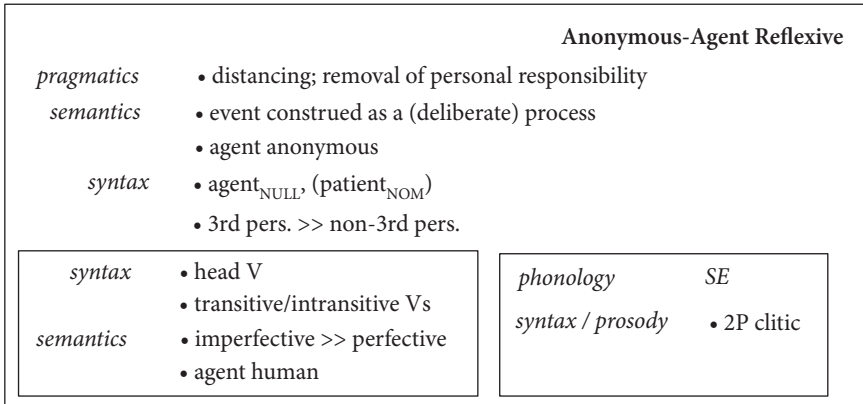 Anonymous-Agent Reflexive
pragmatics • distancing; removal of personal responsibility
semantics • event construed as a (deliberate) process
• agent anonymous
syntax • agent_NULL, (patient_NOM)
• 3rd pers. >> non-3rd pers.
syntax • head V
• transitive/intransitive Vs
semantics • imperfective >> perfective
• agent human
phonology SE
syntax / prosody • 2P clitic